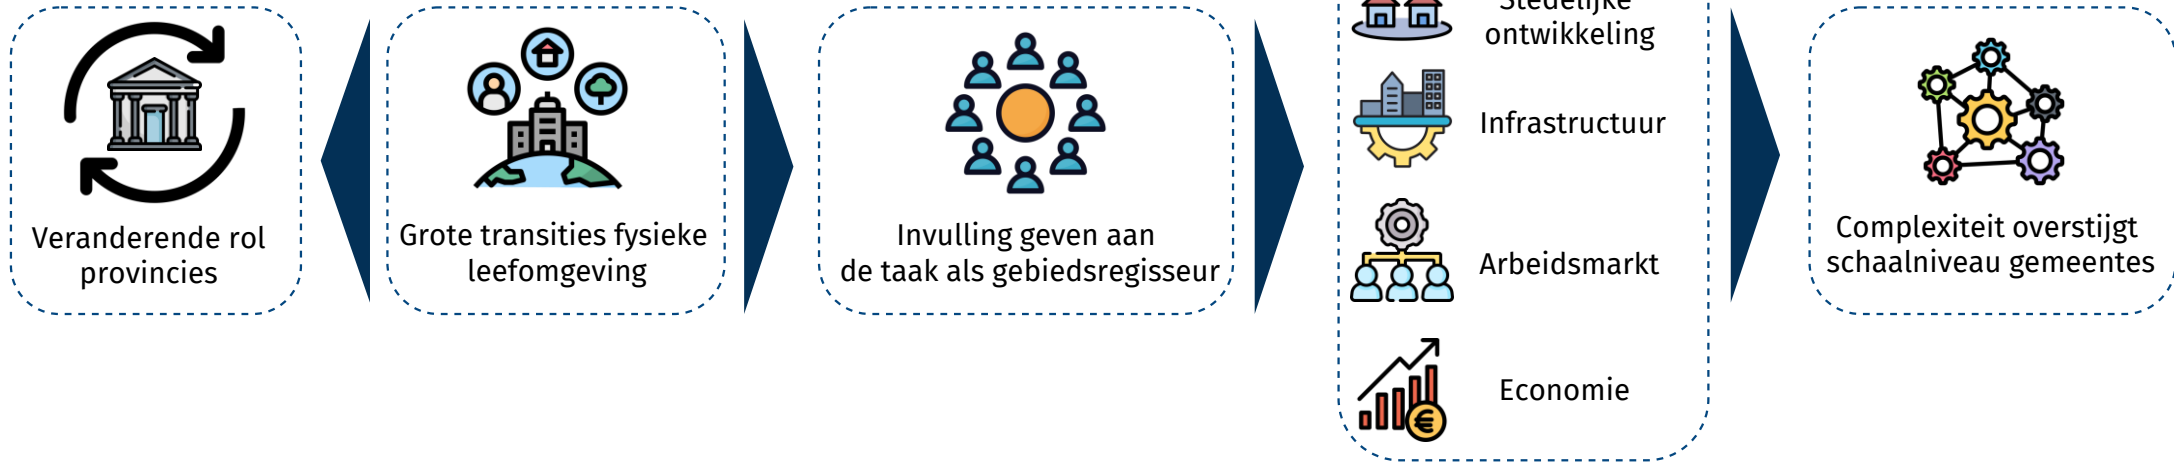 Veranderende rol
provincies
Grote transities fysieke
leefomgeving
Invulling geven aan
de taak als gebiedsregisseur
Stedelijke
ontwikkeling
Infrastructuur
Arbeidsmarkt
Economie
Complexiteit overstijgt
schaalniveau gemeentes